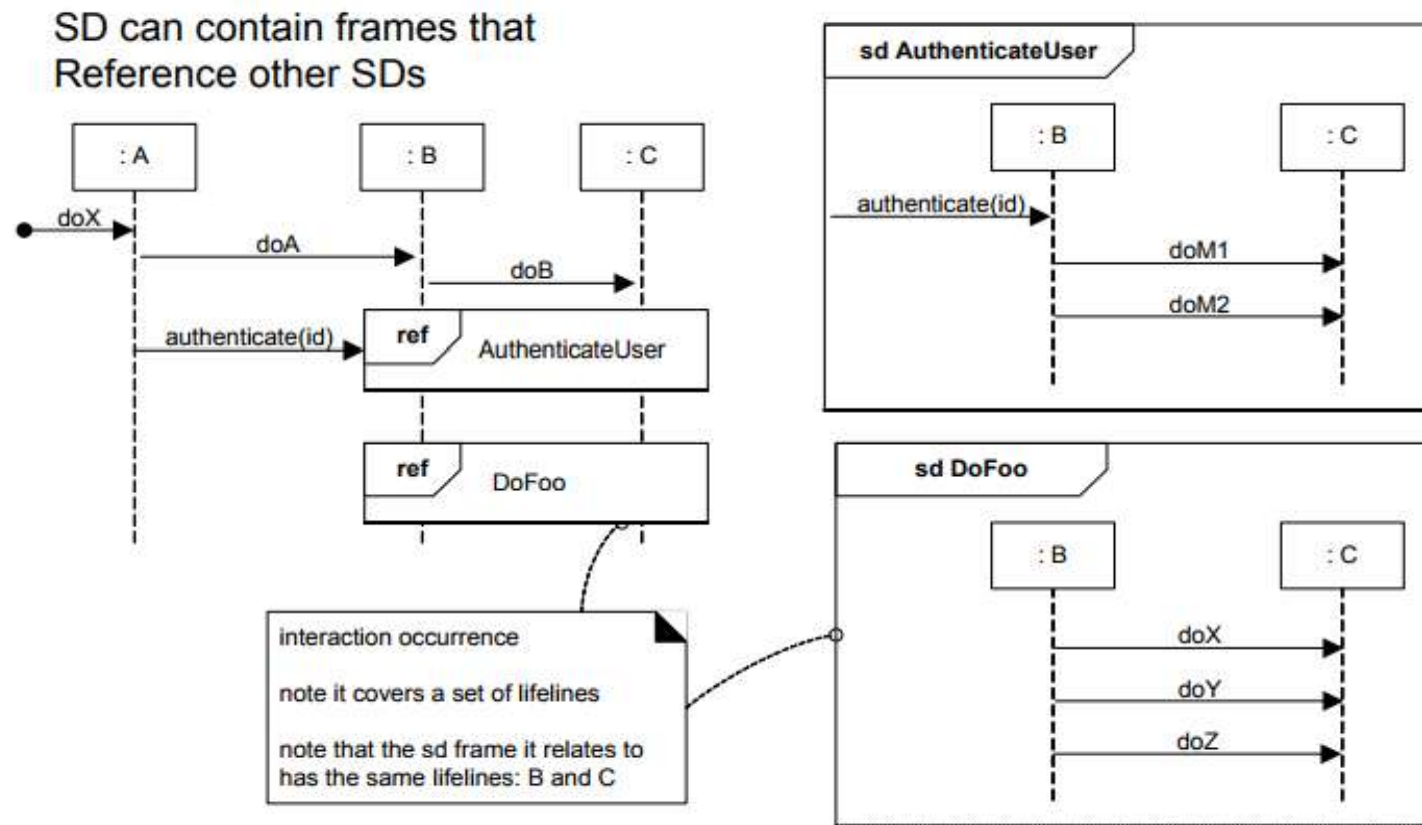 SD can contain frames that
Reference other SDs
: A
: B
: C
doX
doA
doB
authenticate(id)
ref
AuthenticateUser
ref
DoFoo
interaction occurrence
note it covers a set of lifelines
note that the sd frame it relates to
has the same lifelines: B and C
sd AuthenticateUser
: B
: C
authenticate(id)
doM1
doM2
sd DoFoo
: B
: C
doX
doY
doZ